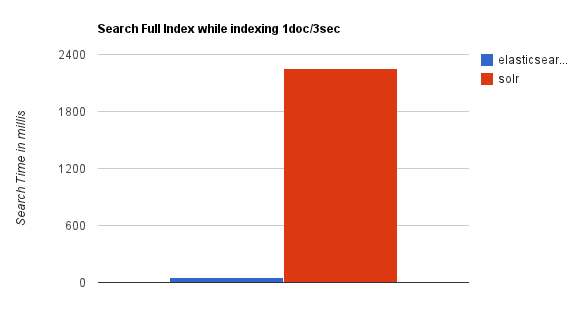 Search Full Index while indexing 1doc/3sec
2400
1800
1200
600
0
Search Time in millis
elasticsear...
solr